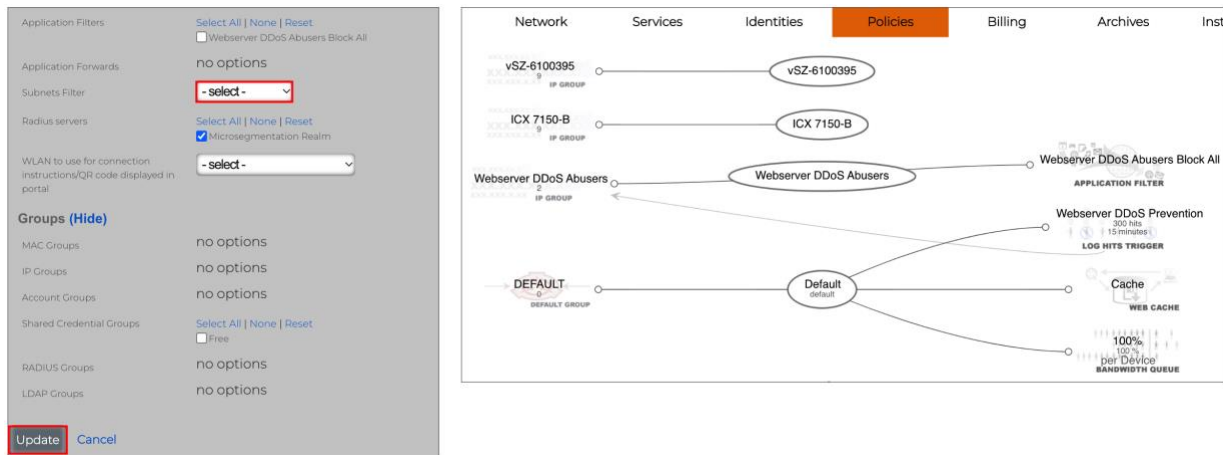 Application Filters
Select All | None | Reset
Webserver DDoS Abusers Block All
Application Forwards
no options
Subnets Filter
- select -
Radius servers
Select All | None | Reset
Microsegmentation Realm
WLAN to use for connection
instructions/QR code displayed in
portal
- select -
Groups (Hide)
MAC Groups
no options
IP Groups
no options
Account Groups
no options
Shared Credential Groups
Select All | None | Reset
Free
RADIUS Groups
no options
LDAP Groups
no options
Update Cancel
Network Services Identities Policies Billing Archives Inst
vSZ-6100395
9
IP GROUP
vSZ-6100395
ICX 7150-B
9
IP GROUP
ICX 7150-B
Webserver DDoS Abusers
2
IP GROUP
Webserver DDoS Abusers
Webserver DDoS Abusers Block All
APPLICATION FILTER
Webserver DDoS Prevention
300 hits
15 minutes
LOG HITS TRIGGER
DEFAULT
0
DEFAULT GROUP
Default
default
Cache
WEB CACHE
100%
100 %
per Device
BANDWIDTH QUEUE